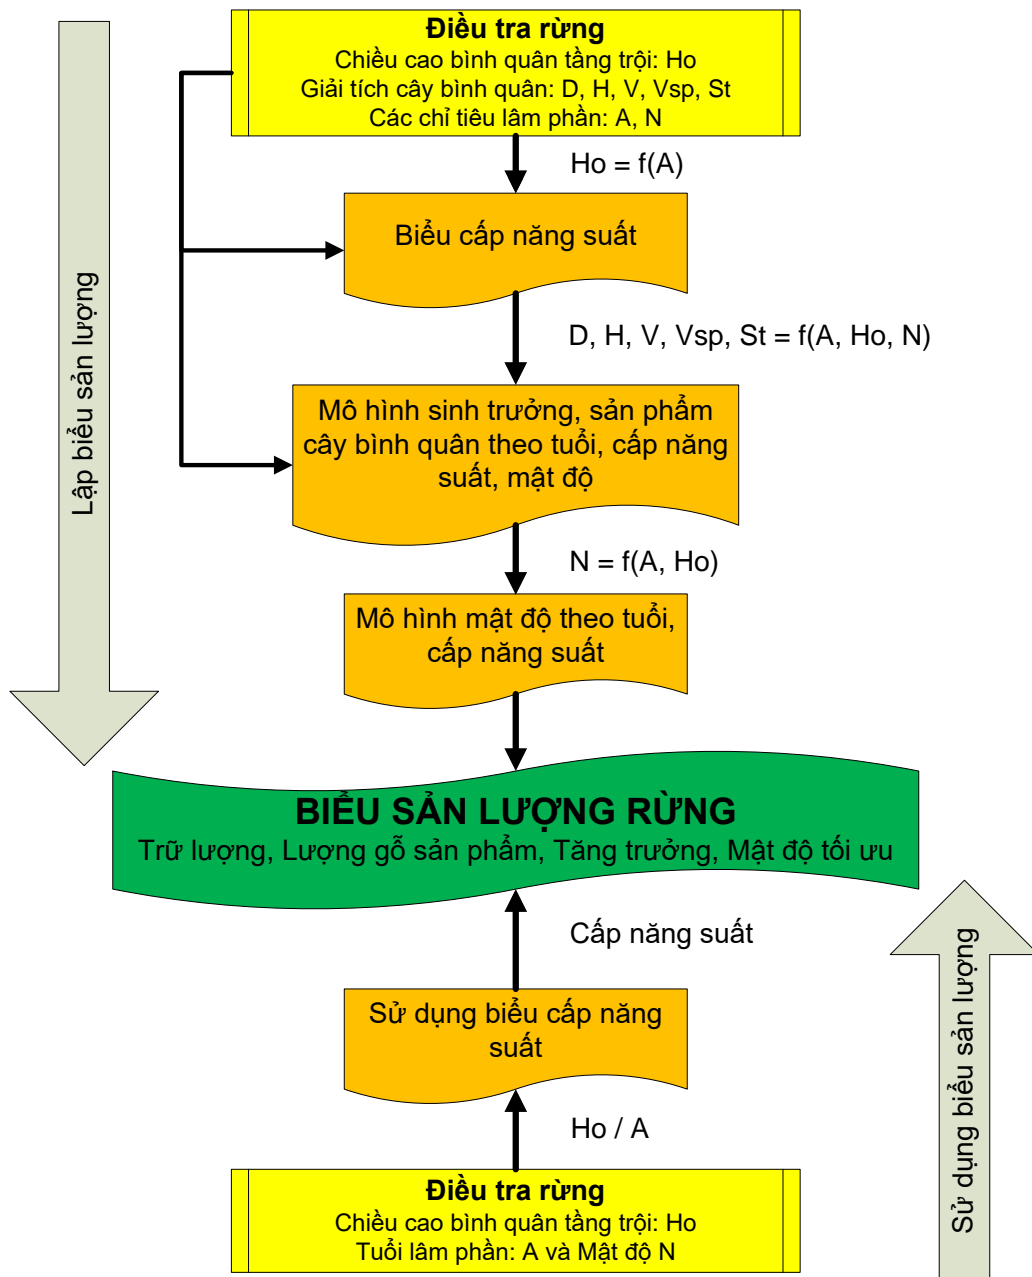 Điều tra rừng
Chiều cao bình quân tầng trội: Ho
Giải tích cây bình quân: D, H, V, Vsp, St
Các chỉ tiêu lâm phần: A, N
Ho = f(A)
Biểu cấp năng suất
D, H, V, Vsp, St = f(A, Ho, N)
Mô hình sinh trưởng, sản phẩm
cây bình quân theo tuổi, cấp năng
suất, mật độ
N = f(A, Ho)
Mô hình mật độ theo tuổi,
cấp năng suất
Lập biểu sản lượng
BIỂU SẢN LƯỢNG RỪNG
Trữ lượng, Lượng gỗ sản phẩm, Tăng trưởng, Mật độ tối ưu
Cấp năng suất
Sử dụng biểu cấp năng
suất
Ho / A
Điều tra rừng
Chiều cao bình quân tầng trội: Ho
Tuổi lâm phần: A và Mật độ N
Sử dụng biểu sản lượng